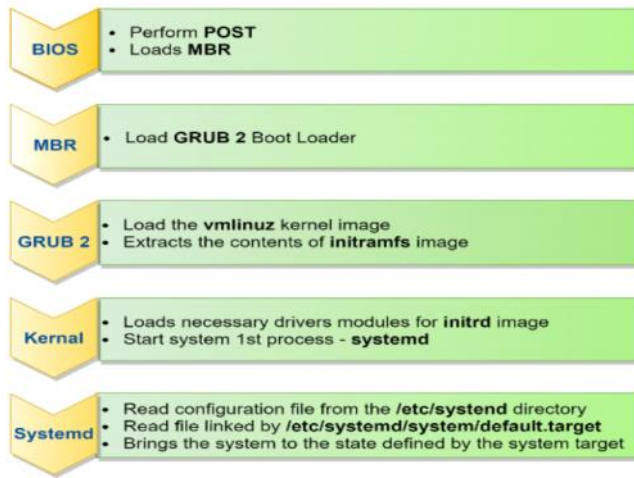 BIOS
• Perform POST
• Loads MBR
MBR
• Load GRUB 2 Boot Loader
GRUB 2
• Load the vmlinuz kernel image
• Extracts the contents of initramfs image
Kernal
• Loads necessary drivers modules for initrd image
• Start system 1st process - systemd
Systemd
• Read configuration file from the /etc/systend directory
• Read file linked by /etc/systemd/system/default.target
• Brings the system to the state defined by the system target